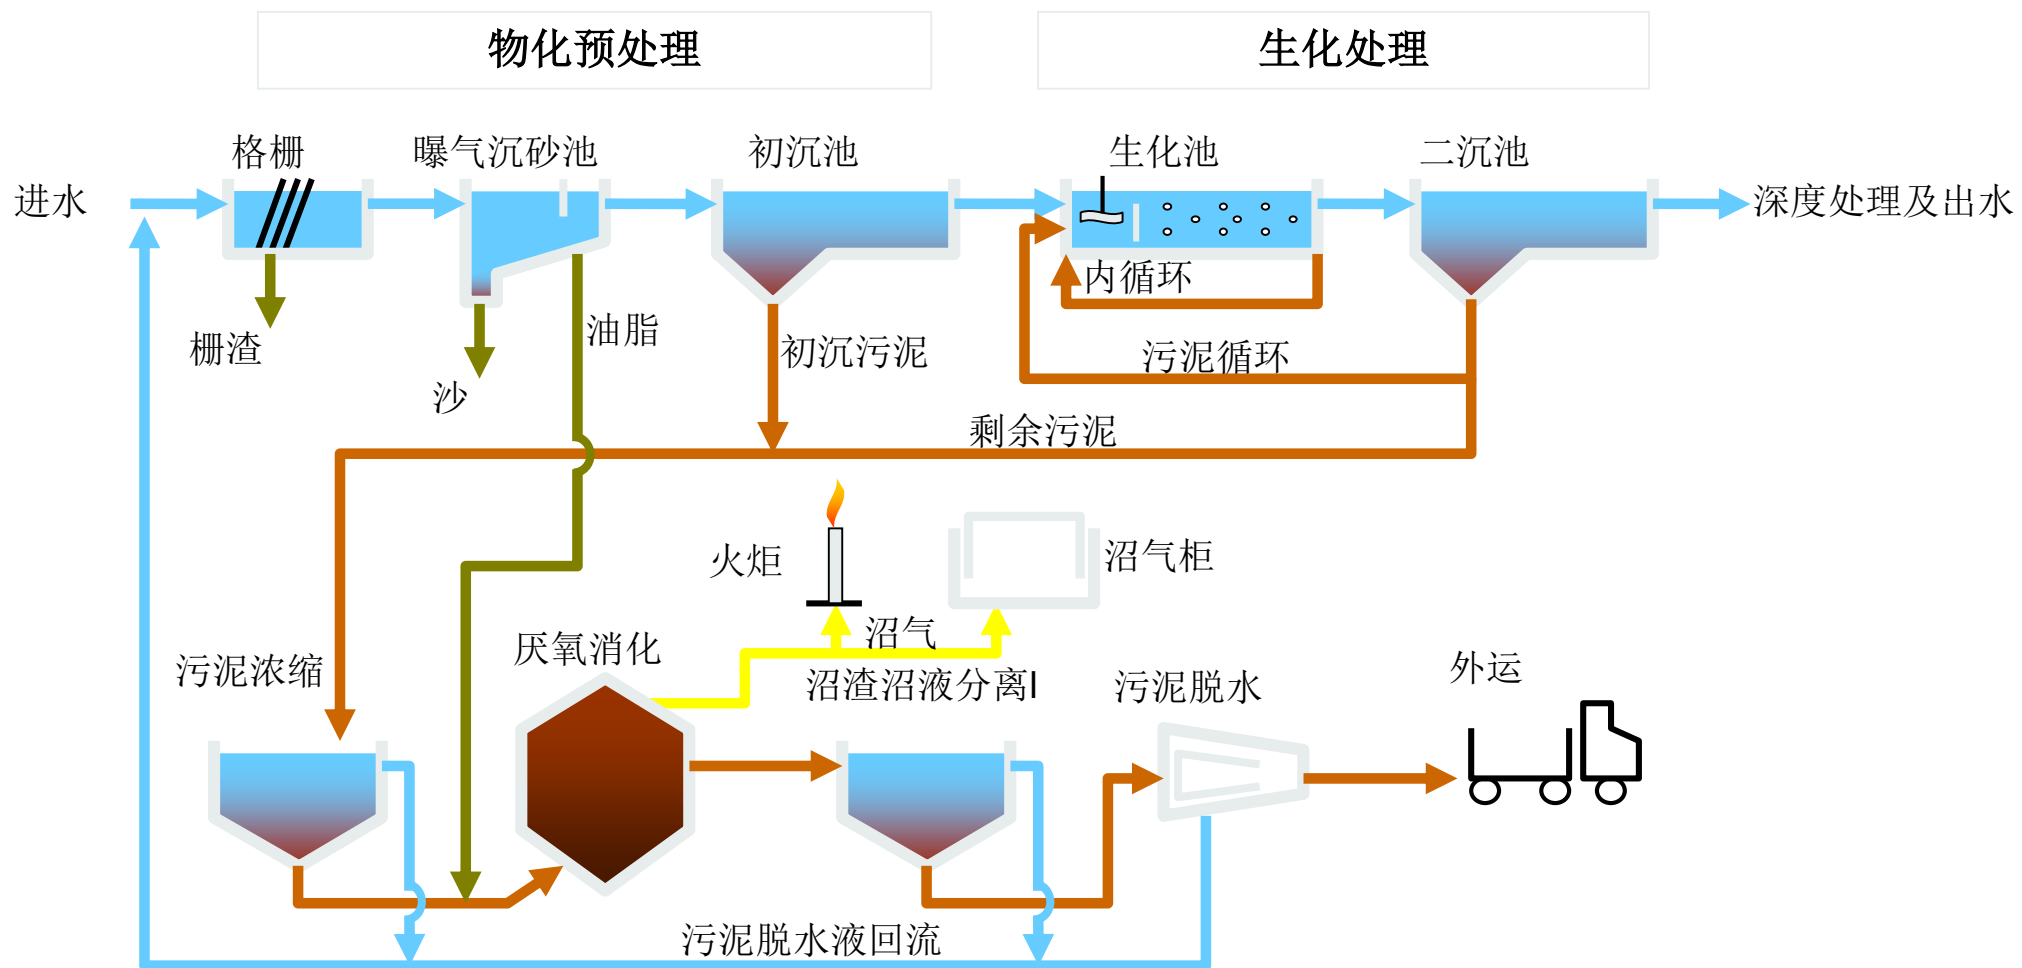 物化预处理
生化处理
格栅
曝气沉砂池
初沉池
生化池
二沉池
进水
深度处理及出水
内循环
油脂
栅渣
初沉污泥
污泥循环
沙
剩余污泥
火炬
沼气柜
沼气
厌氧消化
污泥浓缩
沼渣沼液分离l
污泥脱水
外运
污泥脱水液回流